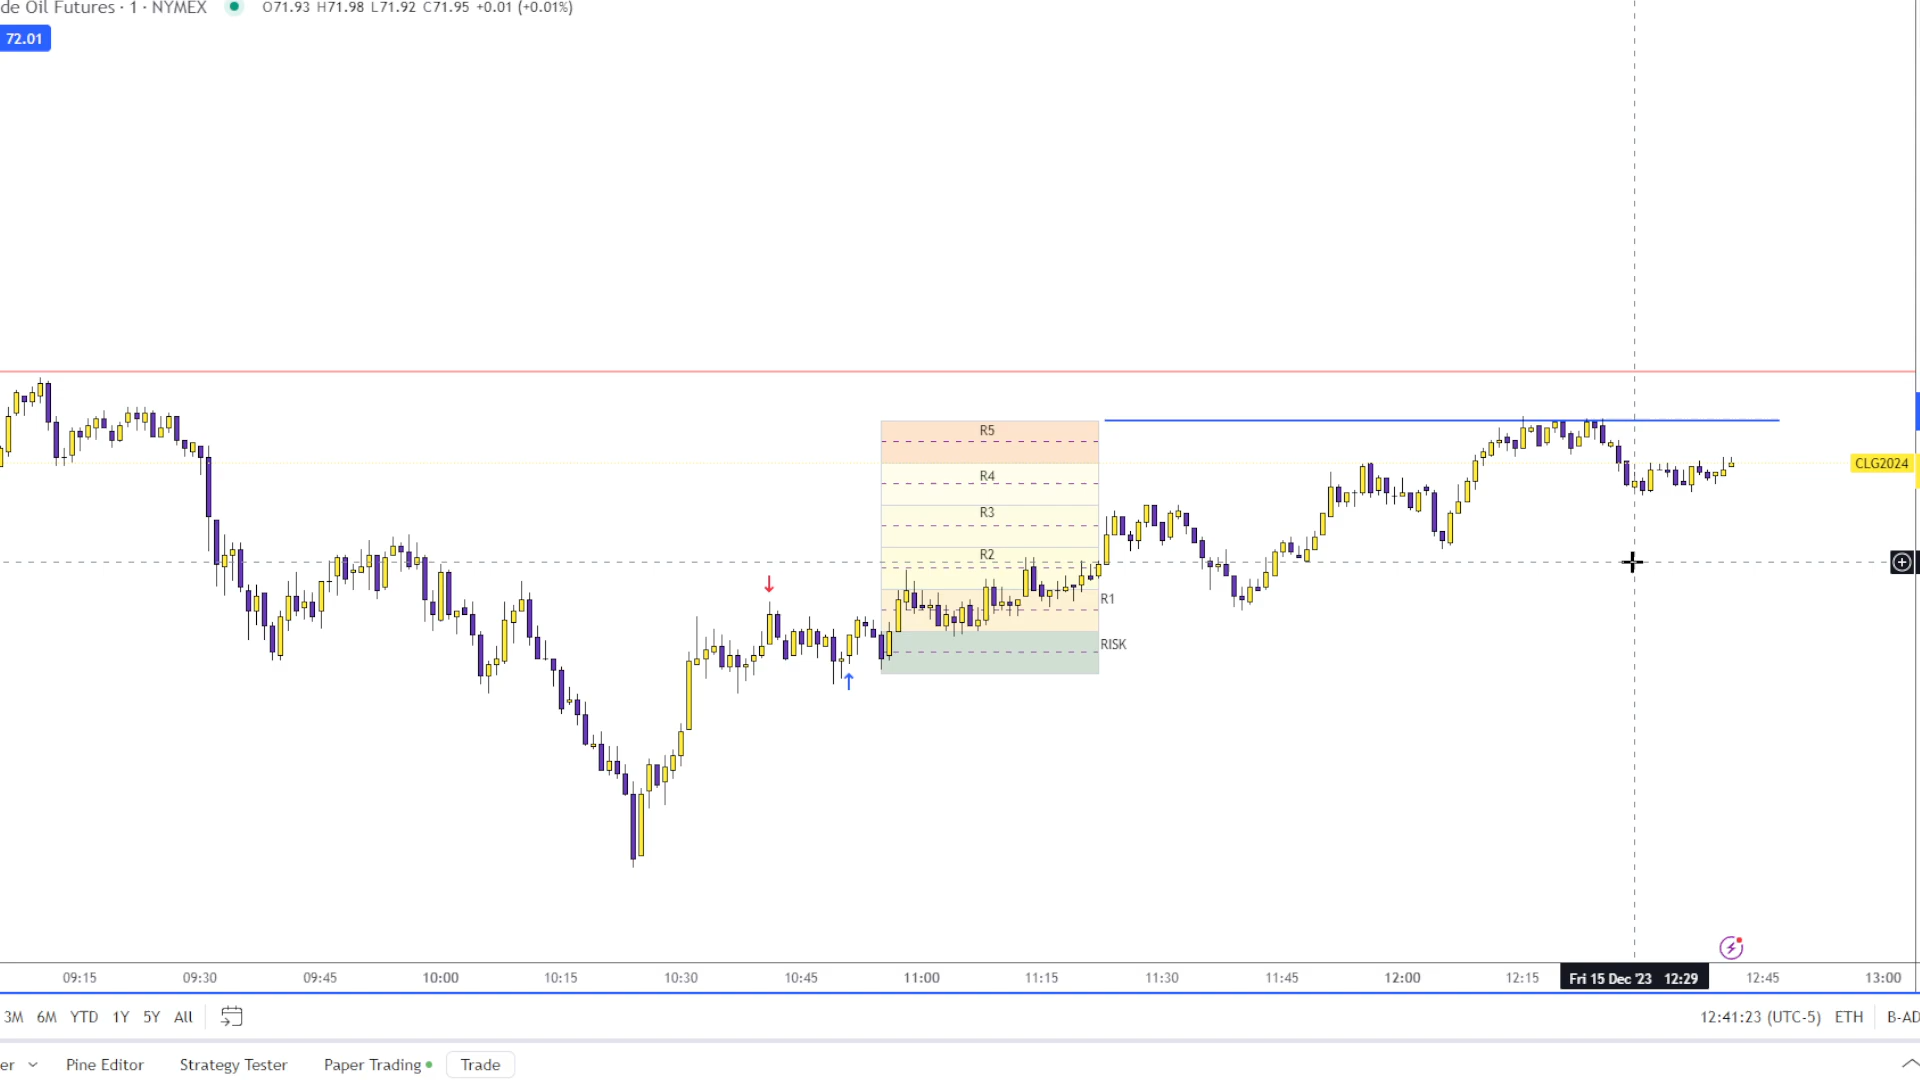 de Oil Futures · 1 · NYMEX O71.93 H71.98 L71.92 C71.95 +0.01 (+0.01%)
72.01
R5
R4
R3
R2
R1
RISK
CLG2024
09:15 09:30 09:45 10:00 10:15 10:30 10:45 11:00 11:15 11:30 11:45 12:00 12:15 Fri 15 Dec '23 12:29 12:45 13:00
3M 6M YTD 1Y 5Y All 12:41:23 (UTC-5) ETH B-AD
er Pine Editor Strategy Tester Paper Trading Trade